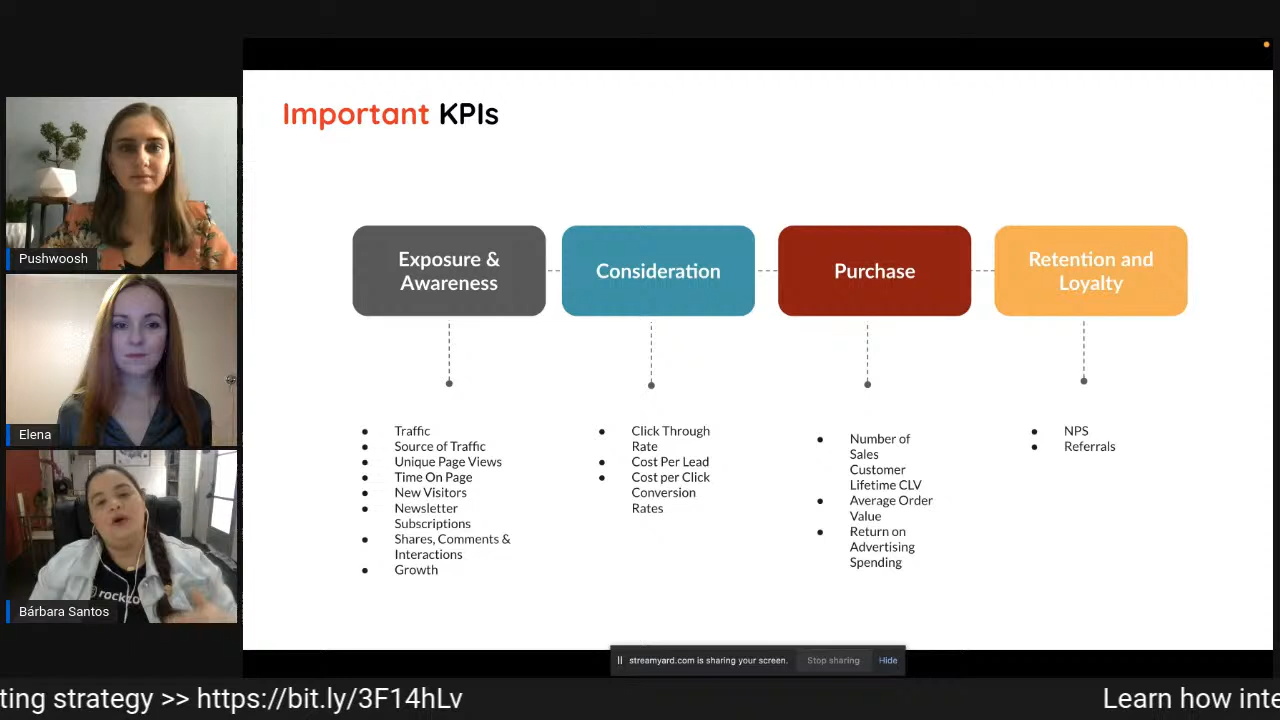 Important KPIs
Exposure &
Awareness
Consideration
Purchase
Retention and
Loyalty
● Traffic
● Source of Traffic
● Unique Page Views
● Time On Page
● New Visitors
● Newsletter
Subscriptions
● Shares, Comments &
Interactions
● Growth
● Click Through
Rate
● Cost Per Lead
● Cost per Click
Conversion
Rates
● Number of
Sales
Customer
Lifetime CLV
● Average Order
Value
● Return on
Advertising
Spending
● NPS
● Referrals
Pushwoosh
Elena
Bárbara Santos
streamyard.com is sharing your screen. Stop sharing Hide
ting strategy >> https://bit.ly/3F14hLv
Learn how inte